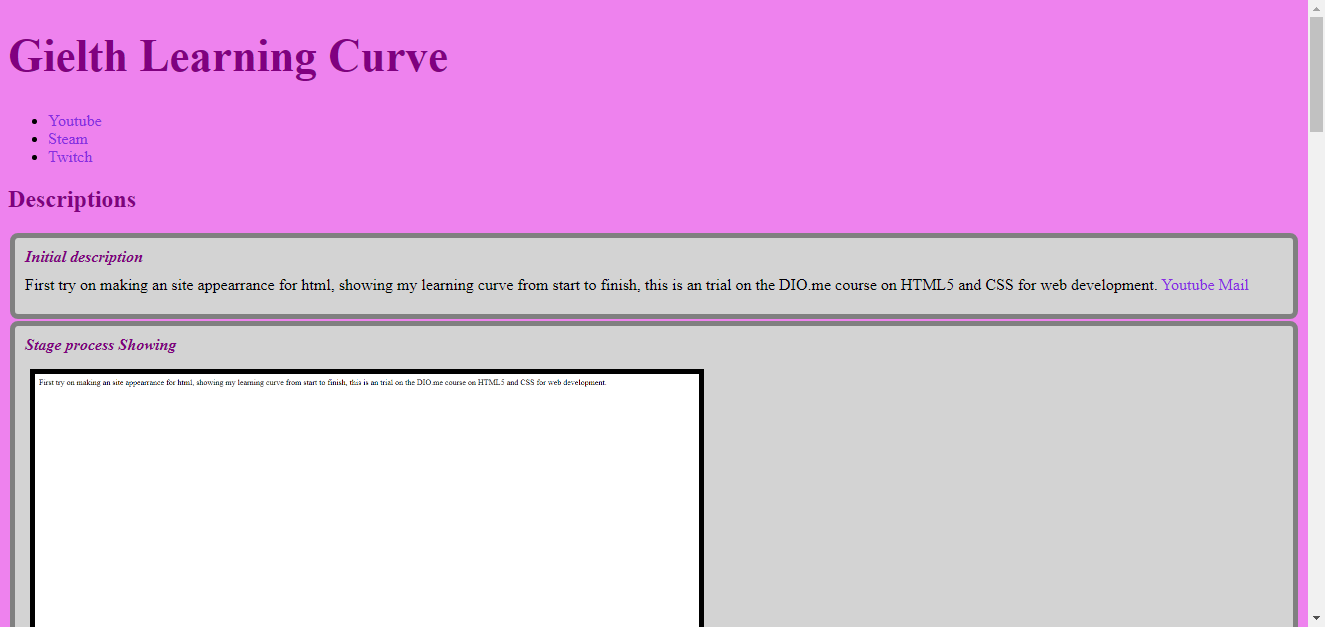 Gielth Learning Curve
Youtube
Steam
Twitch
Descriptions
Initial description
First try on making an site appearrance for html, showing my learning curve from start to finish, this is an trial on the DIO.me course on HTML5 and CSS for web development. Youtube Mail
Stage process Showing
First try on making an site appearrance for html, showing my learning curve from start to finish, this is an trial on the DIO.me course on HTML5 and CSS for web development.